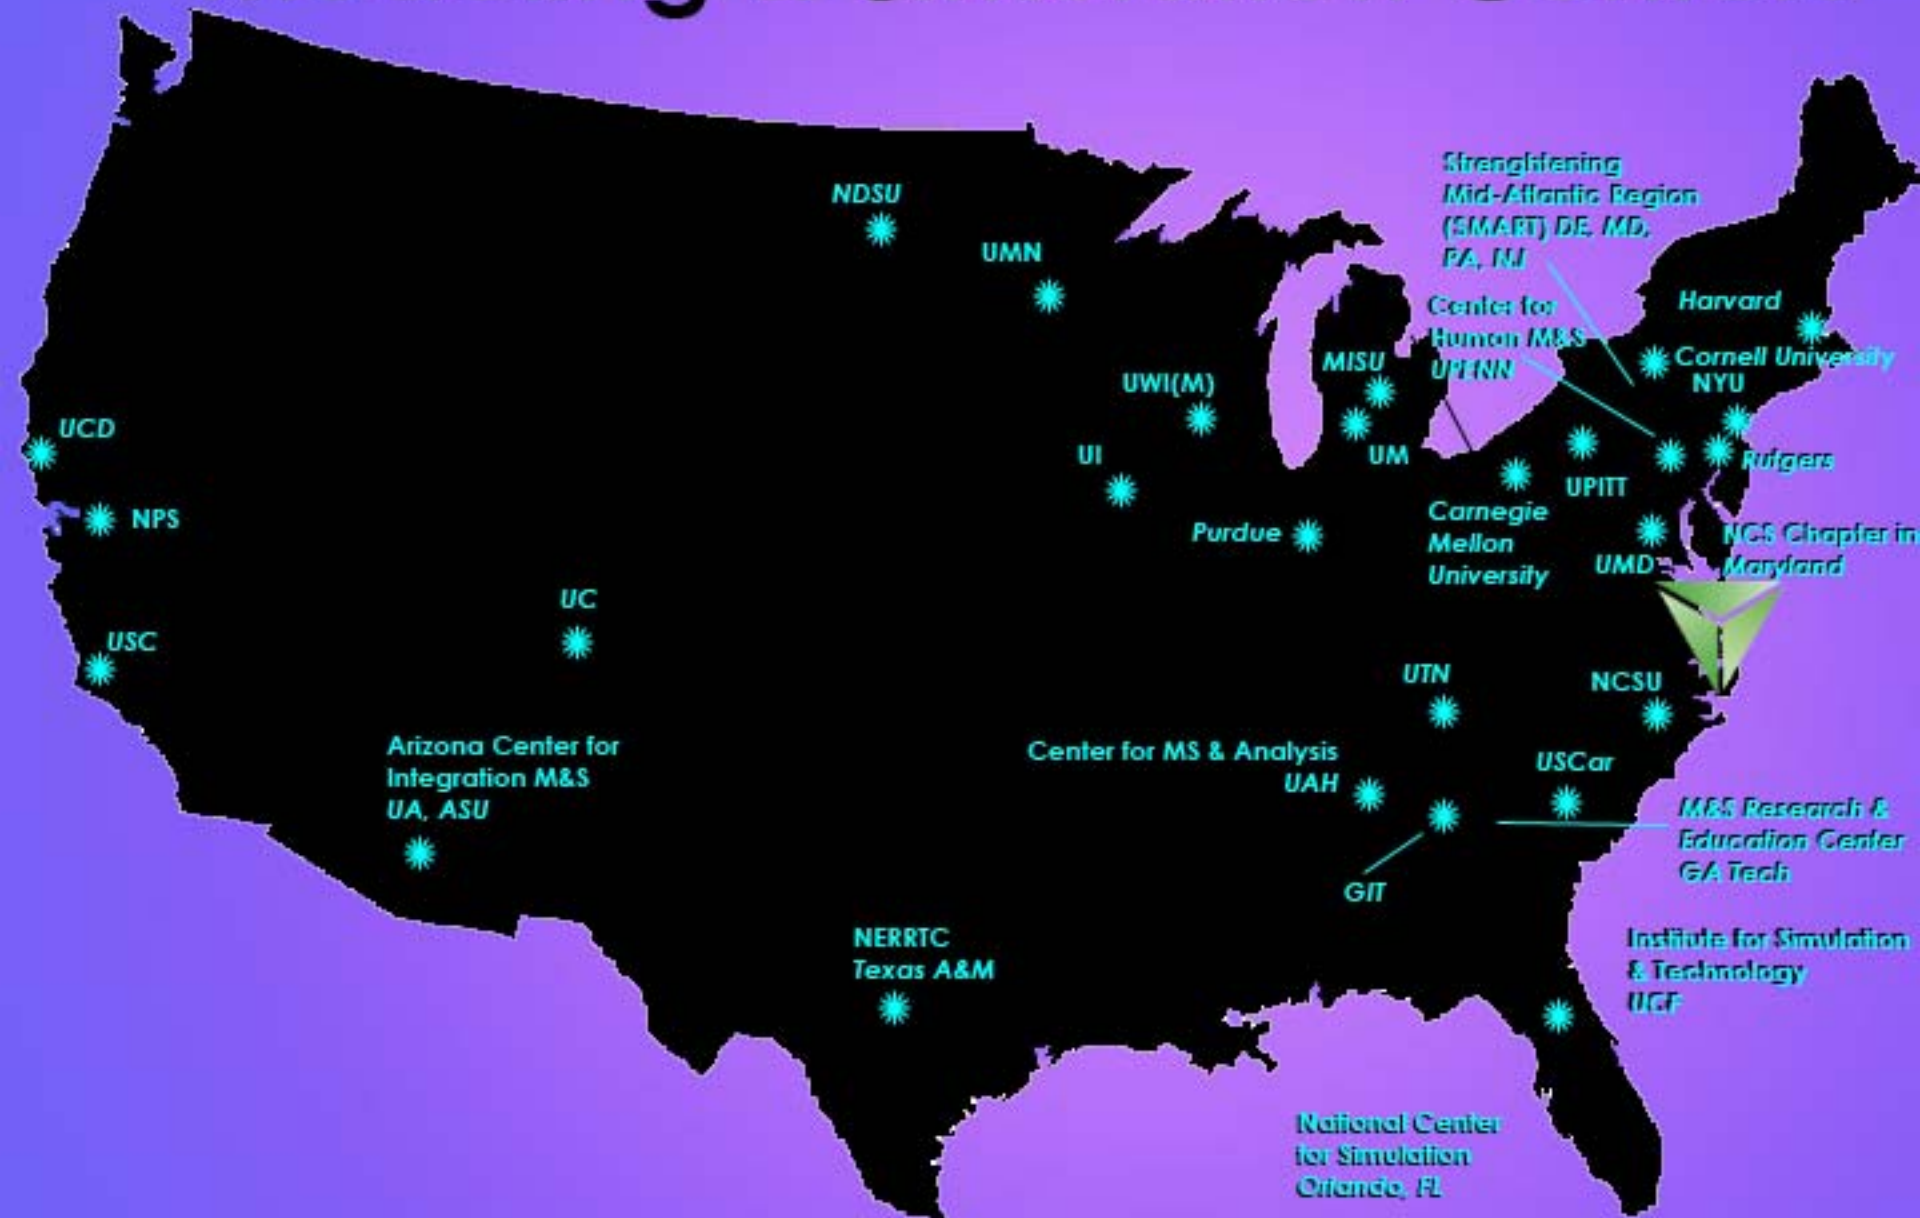 NDSU
UMN
Strenghtening
Mid-Atlantic Region
(SMART) DE, MD,
PA, NJ
Center for
Human M&S
UPENN
Harvard
Cornell University
NYU
MISU
UWI(M)
UCD
UI
UM
Rutgers
UPITT
NPS
Carnegie
Mellon
University
Purdue
NCS Chapter in
Maryland
UMD
UC
USC
UTN
NCSU
Arizona Center for
Integration M&S
UA, ASU
Center for MS & Analysis
UAH
USCar
M&S Research &
Education Center
GA Tech
GIT
NERRTC
Texas A&M
Institute for Simulation
& Technology
UCF
National Center
for Simulation
Orlando, FL